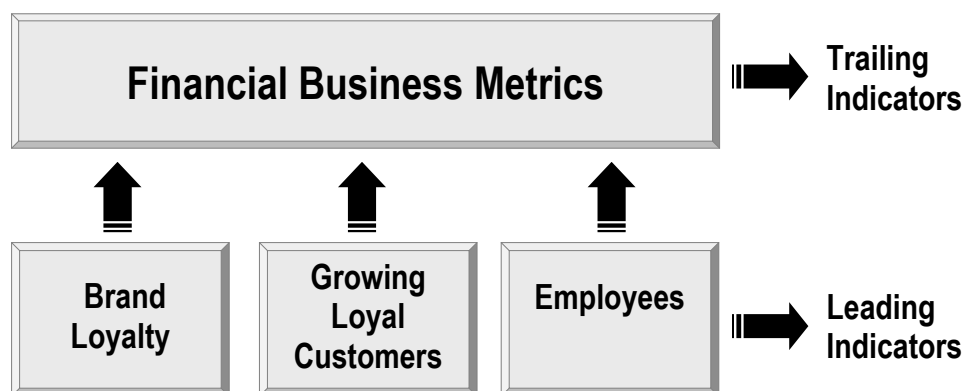 Financial Business Metrics
Trailing
Indicators
Brand
Loyalty
Growing
Loyal
Customers
Employees
Leading
Indicators